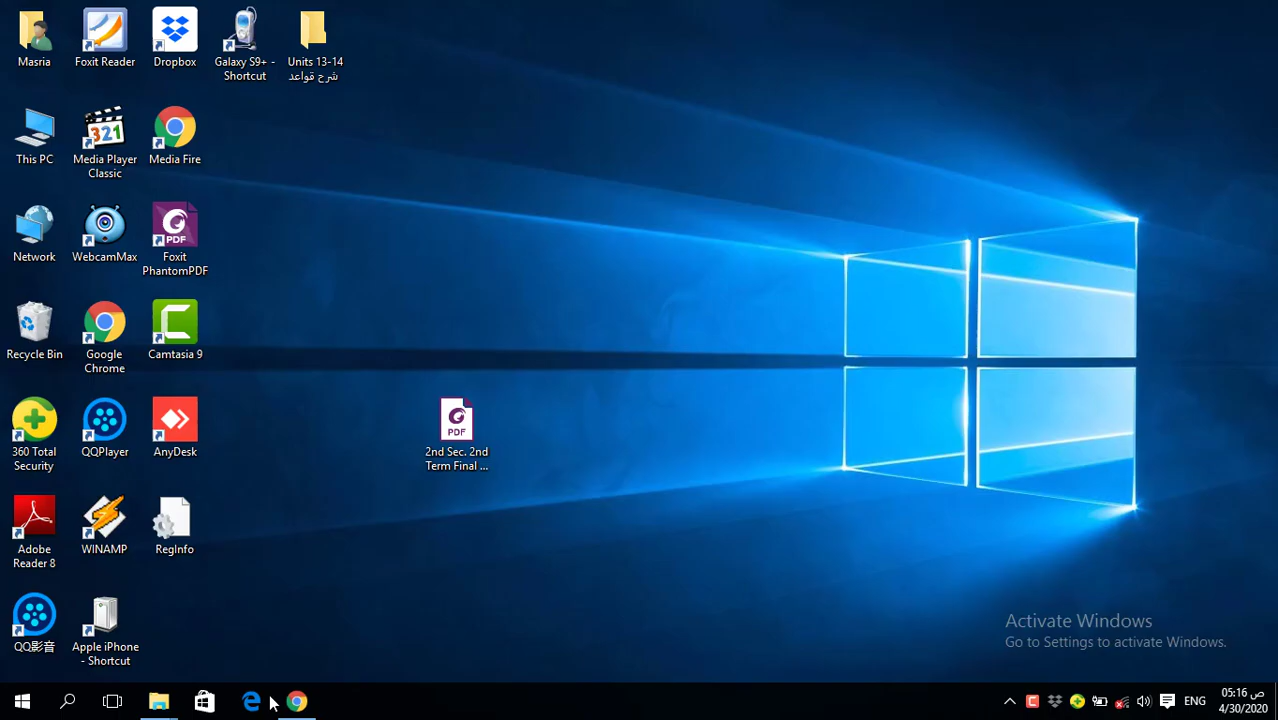 Masria
Foxit Reader
Dropbox
Galaxy S9+ -
Shortcut
Units 13-14
شرح قواعد
This PC
Media Player
Classic
Media Fire
Network
WebcamMax
PDF
Foxit
PhantomPDF
Recycle Bin
Google
Chrome
Camtasia 9
360 Total
Security
QQPlayer
AnyDesk
PDF
2nd Sec. 2nd
Term Final ...
Adobe
Reader 8
WINAMP
RegInfo
QQ影音
Apple iPhone
- Shortcut
321
Activate Windows
Go to Settings to activate Windows.
ENG
05:16 ص
4/30/2020